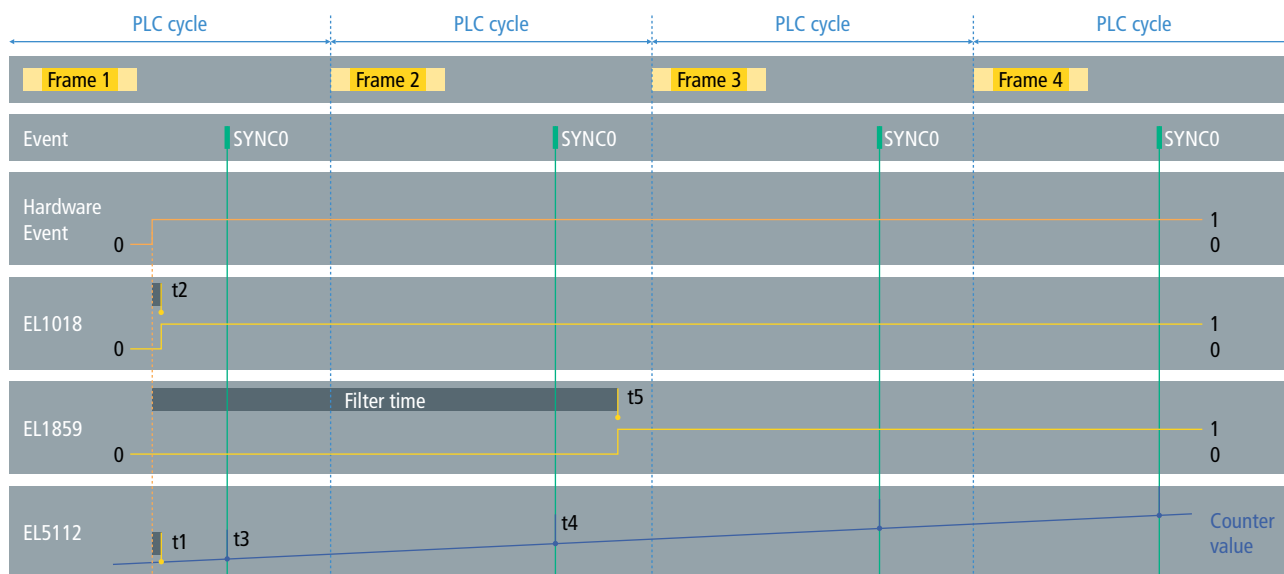 PLC cycle PLC cycle PLC cycle PLC cycle
Frame 1 Frame 2 Frame 3 Frame 4
Event SYNC0 SYNC0 SYNC0 SYNC0
Hardware
Event
0
1
0
t2
EL1018
0
1
0
Filter time t5
EL1859
0
1
0
EL5112 t1 t3 t4
Counter
value